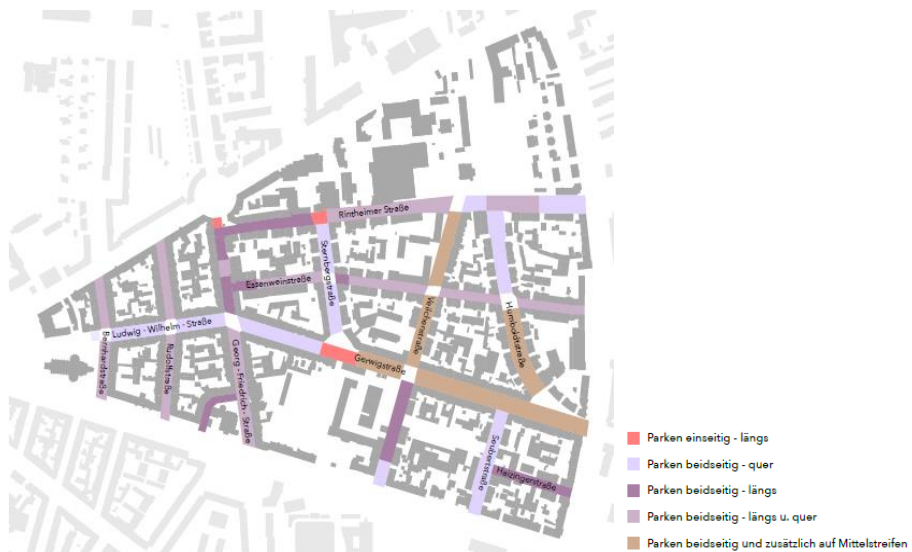 Rintheimer Straße
Sternbergstraße
Essenweinstraße
Veilchenstraße
Humboldtstraße
Ludwig - Wilhelm - Straße
Bernhardstraße
Rudolfstraße
Georg - Friedrich - Straße
Gerwigstraße
Seubertstraße
Haizingerstraße
Parken einseitig - längs
Parken beidseitig - quer
Parken beidseitig - längs
Parken beidseitig - längs u. quer
Parken beidseitig und zusätzlich auf Mittelstreifen